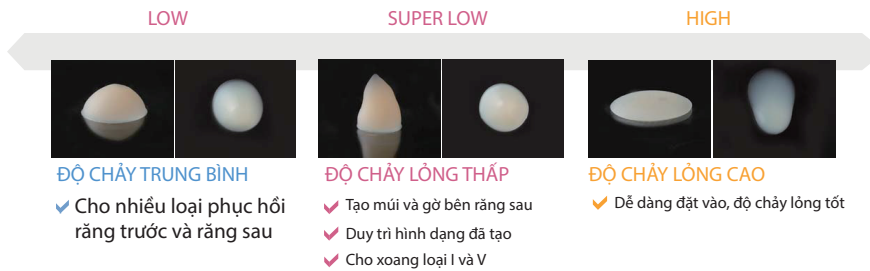 LOW
SUPER LOW
HIGH
ĐỘ CHẢY TRUNG BÌNH
Cho nhiều loại phục hồi
răng trước và răng sau
ĐỘ CHẢY LỎNG THẤP
Tạo múi và gờ bên răng sau
Duy trì hình dạng đã tạo
Cho xoang loại I và V
ĐỘ CHẢY LỎNG CAO
Dễ dàng đặt vào, độ chảy lỏng tốt